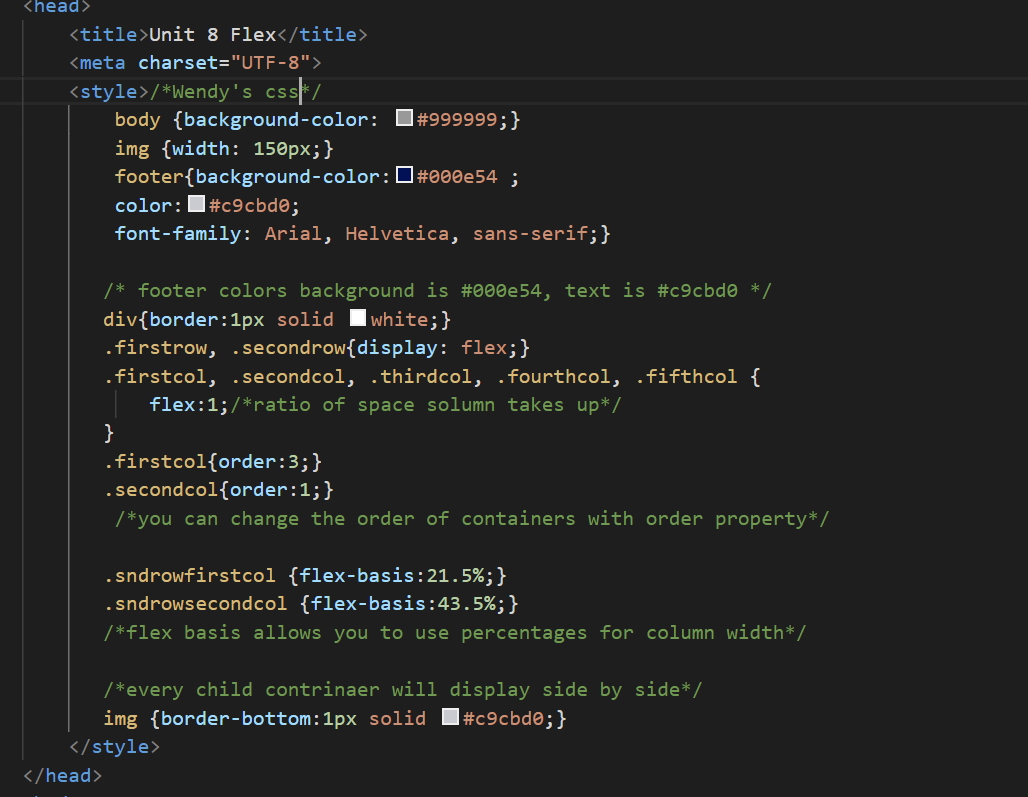 <head>
<title>Unit 8 Flex</title>
<meta charset="UTF-8">
<style>/*Wendy's css*/
body {background-color: #999999;}
img {width: 150px;}
footer{background-color:#000e54 ;
color:#c9cbd0;
font-family: Arial, Helvetica, sans-serif;}
/* footer colors background is #000e54, text is #c9cbd0 */
div{border:1px solid white;}
.firstrow, .secondrow{display: flex;}
.firstcol, .secondcol, .thirdcol, .fourthcol, .fifthcol {
flex:1;/*ratio of space solumn takes up*/
}
.firstcol{order:3;}
.secondcol{order:1;}
/*you can change the order of containers with order property*/
.sndrowfirstcol {flex-basis:21.5%;}
.sndrowsecondcol {flex-basis:43.5%;}
/*flex basis allows you to use percentages for column width*/
/*every child contrinaer will display side by side*/
img {border-bottom:1px solid #c9cbd0;}
</style>
</head>